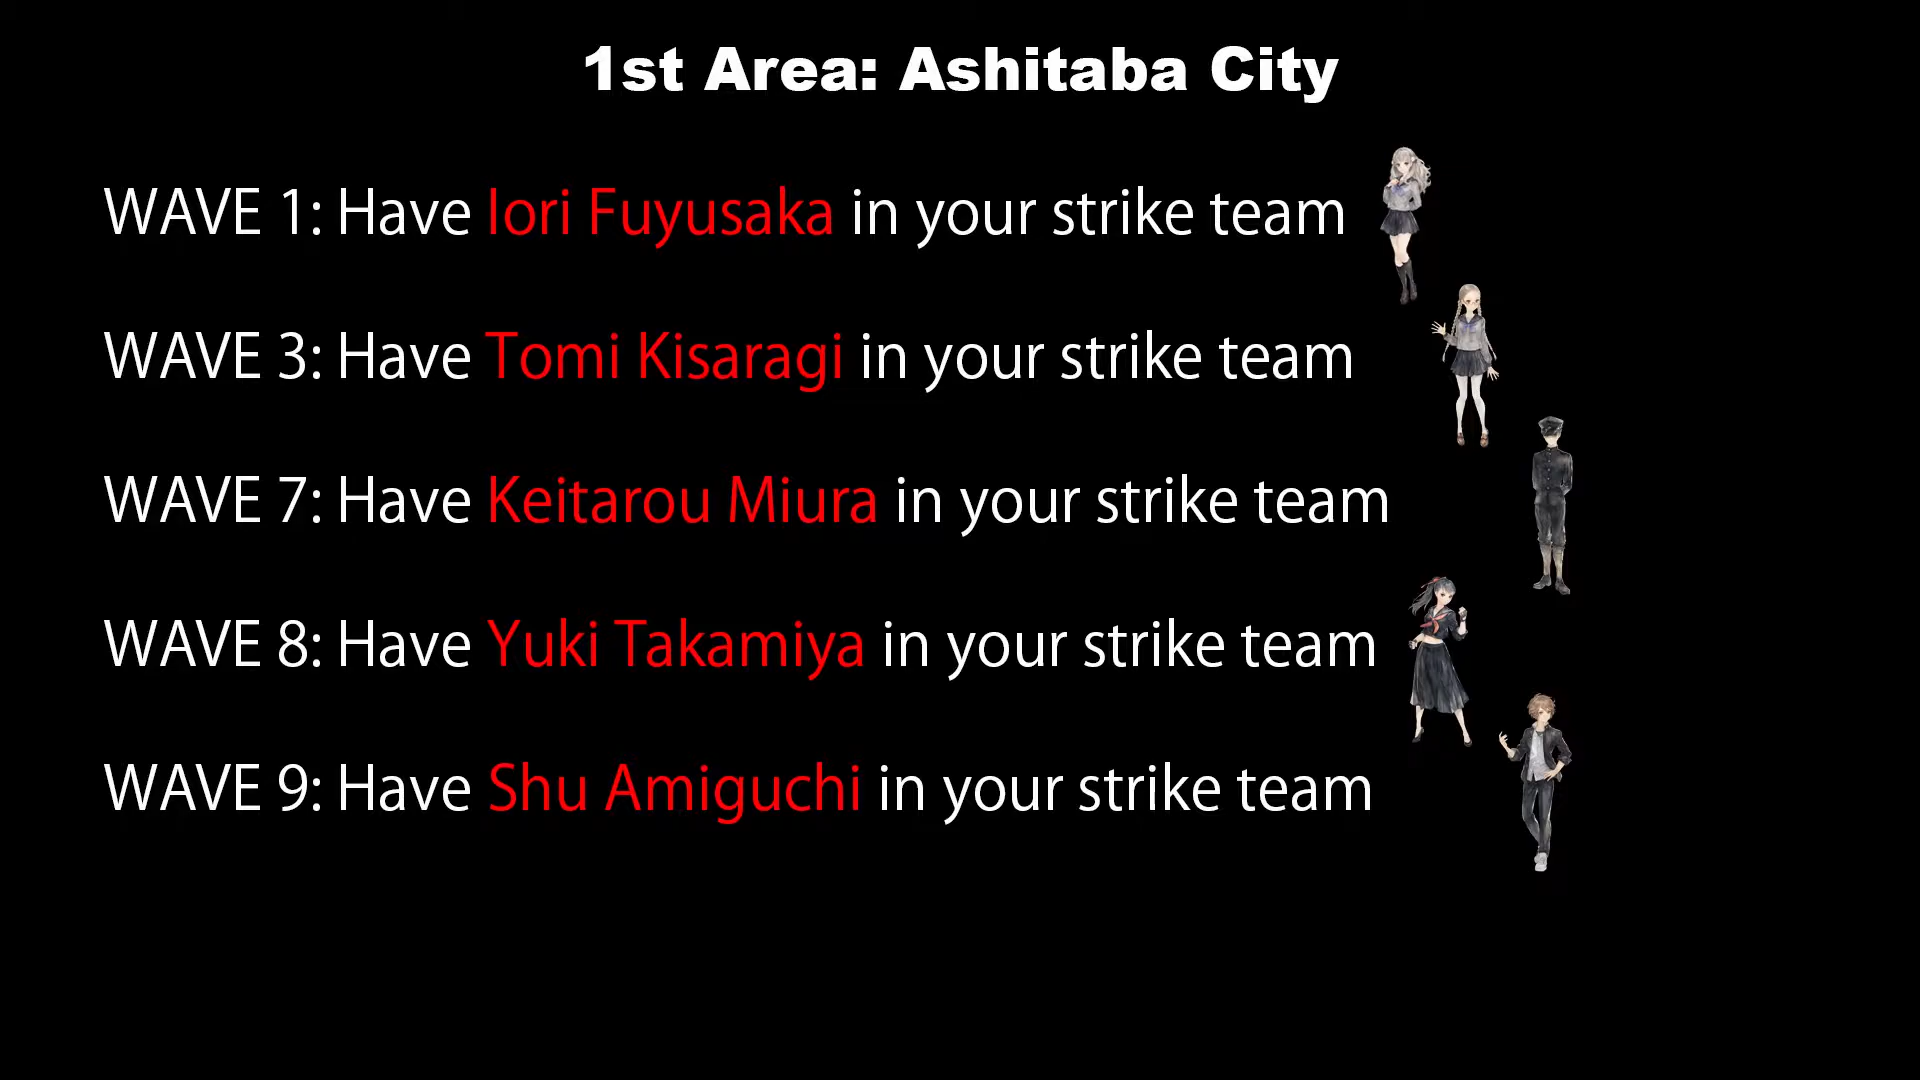 1st Area: Ashitaba City
WAVE 1: Have Iori Fuyusaka in your strike team
WAVE 3: Have Tomi Kisaragi in your strike team
WAVE 7: Have Keitarou Miura in your strike team
WAVE 8: Have Yuki Takamiya in your strike team
WAVE 9: Have Shu Amiguchi in your strike team